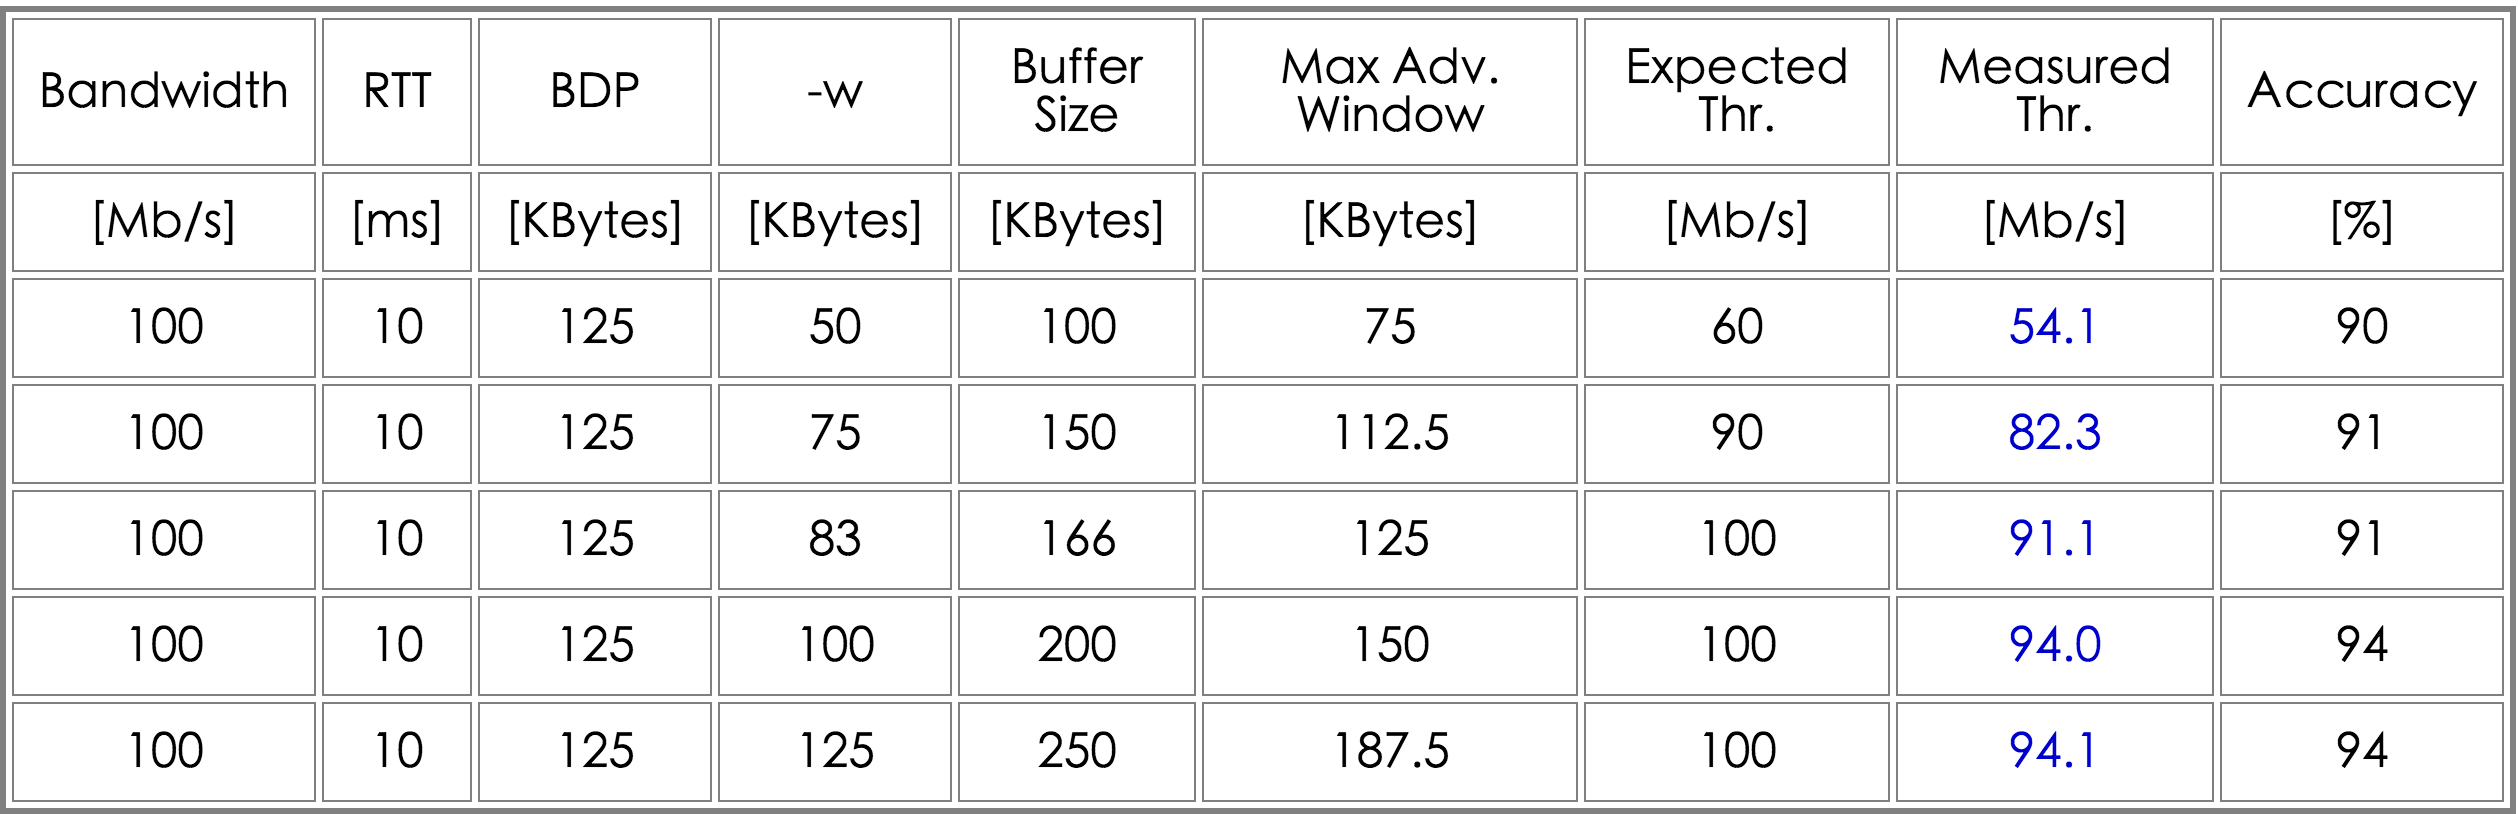 Bandwidth RTT BDP -w Buffer Size Max Adv. Window Expected Thr. Measured Thr. Accuracy
[Mb/s] [ms] [KBytes] [KBytes] [KBytes] [KBytes] [Mb/s] [Mb/s] [%]
100 10 125 50 100 75 60 54.1 90
100 10 125 75 150 112.5 90 82.3 91
100 10 125 83 166 125 100 91.1 91
100 10 125 100 200 150 100 94.0 94
100 10 125 125 250 187.5 100 94.1 94